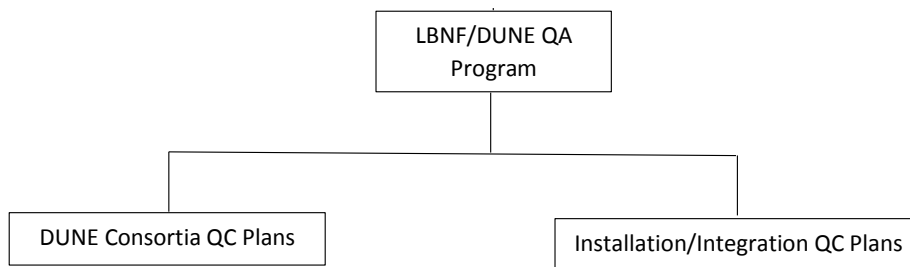 LBNF/DUNE QA
Program
DUNE Consortia QC Plans
Installation/Integration QC Plans